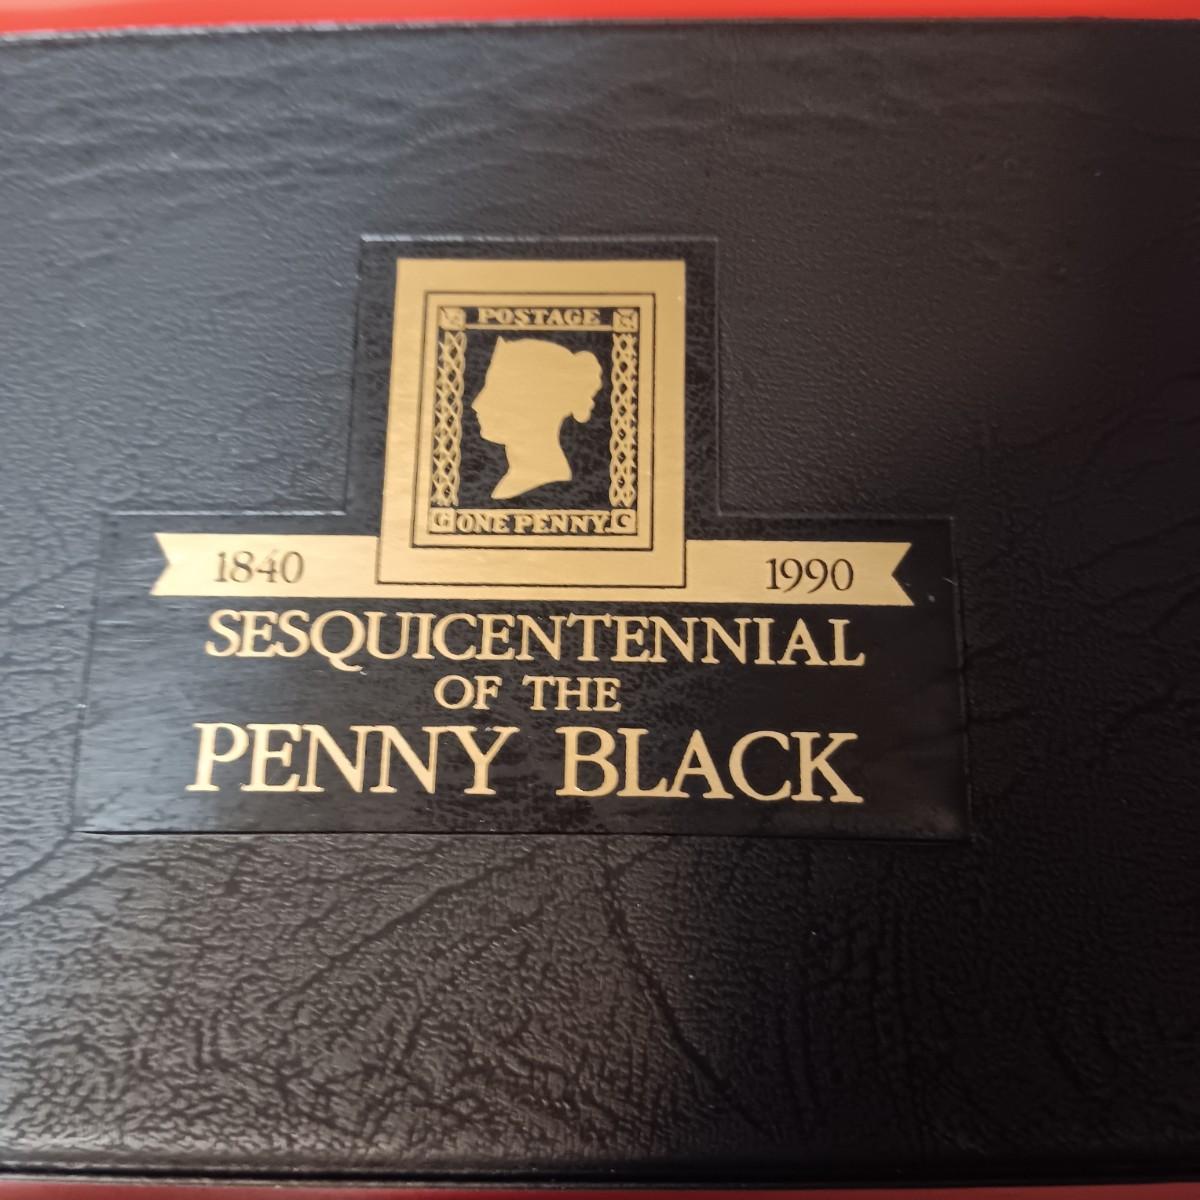 POSTAGE
G ONE PENNY. C
1840
1990
SESQUICENTENNIAL
OF THE
PENNY BLACK